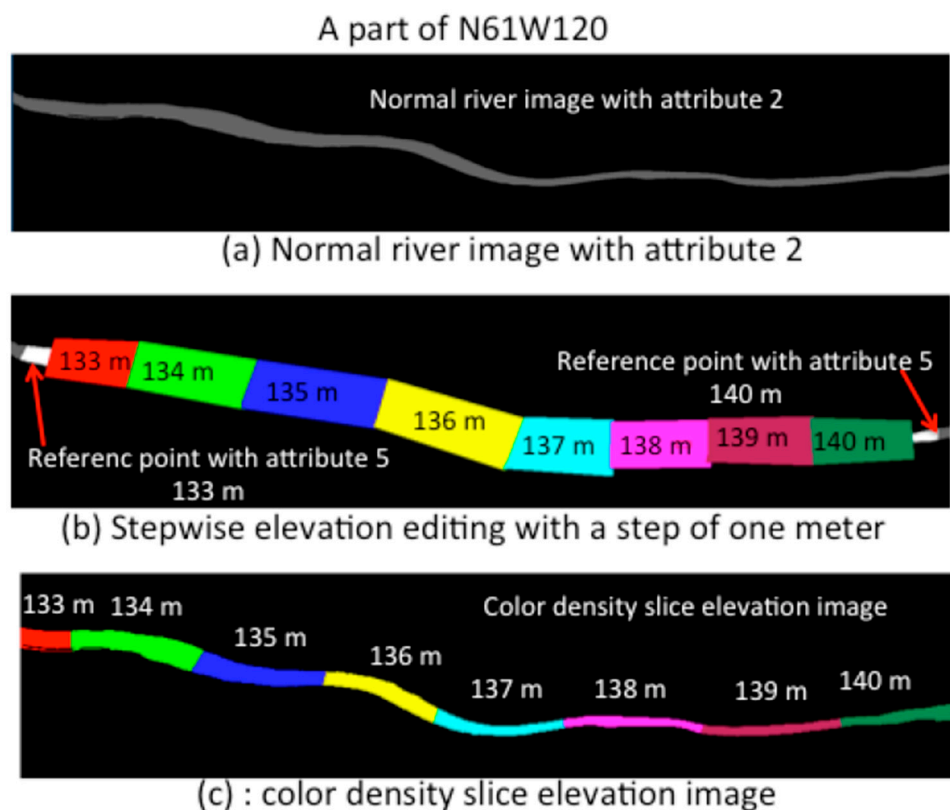 A part of N61W120
Normal river image with attribute 2
(a) Normal river image with attribute 2
133 m
134 m
135 m
136 m
137 m
138 m
139 m
140 m
Reference point with attribute 5
140 m
Referenc point with attribute 5
133 m
(b) Stepwise elevation editing with a step of one meter
133 m
134 m
135 m
136 m
137 m
138 m
139 m
140 m
Color density slice elevation image
(c) : color density slice elevation image